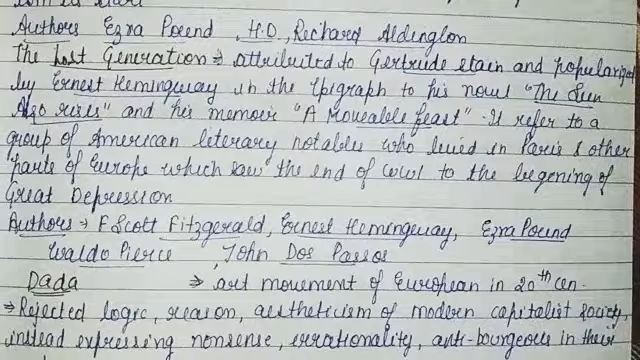 Authors Ezra Pound, H.D, Richard Aldington
The Lost Generation ⇒ attributed to Gertrude stain and popularized
by Ernest Hemingway in the epigraph to his novel "The Sun
Also rises" and his memoir "A Moveable feast" - It refer to a
group of American literary notables who lived in Paris & other
parts of Europe which saw the end of WWI to the begening of
Great Depression
Authors → F Scott Fitzgerald, Ernest Hemingway, Ezra Pound
Waldo Pierce, John Dos Passos
Dada ⇒ art movement of European in 20th cen.
⇒ Rejected logic, reason, aestheticism of modern capitalist society,
instead expressing nonsense, irrationality, anti-bourgeous in their